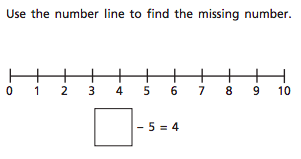 Use the number line to find the missing number.
0 1 2 3 4 5 6 7 8 9 10
- 5 = 4